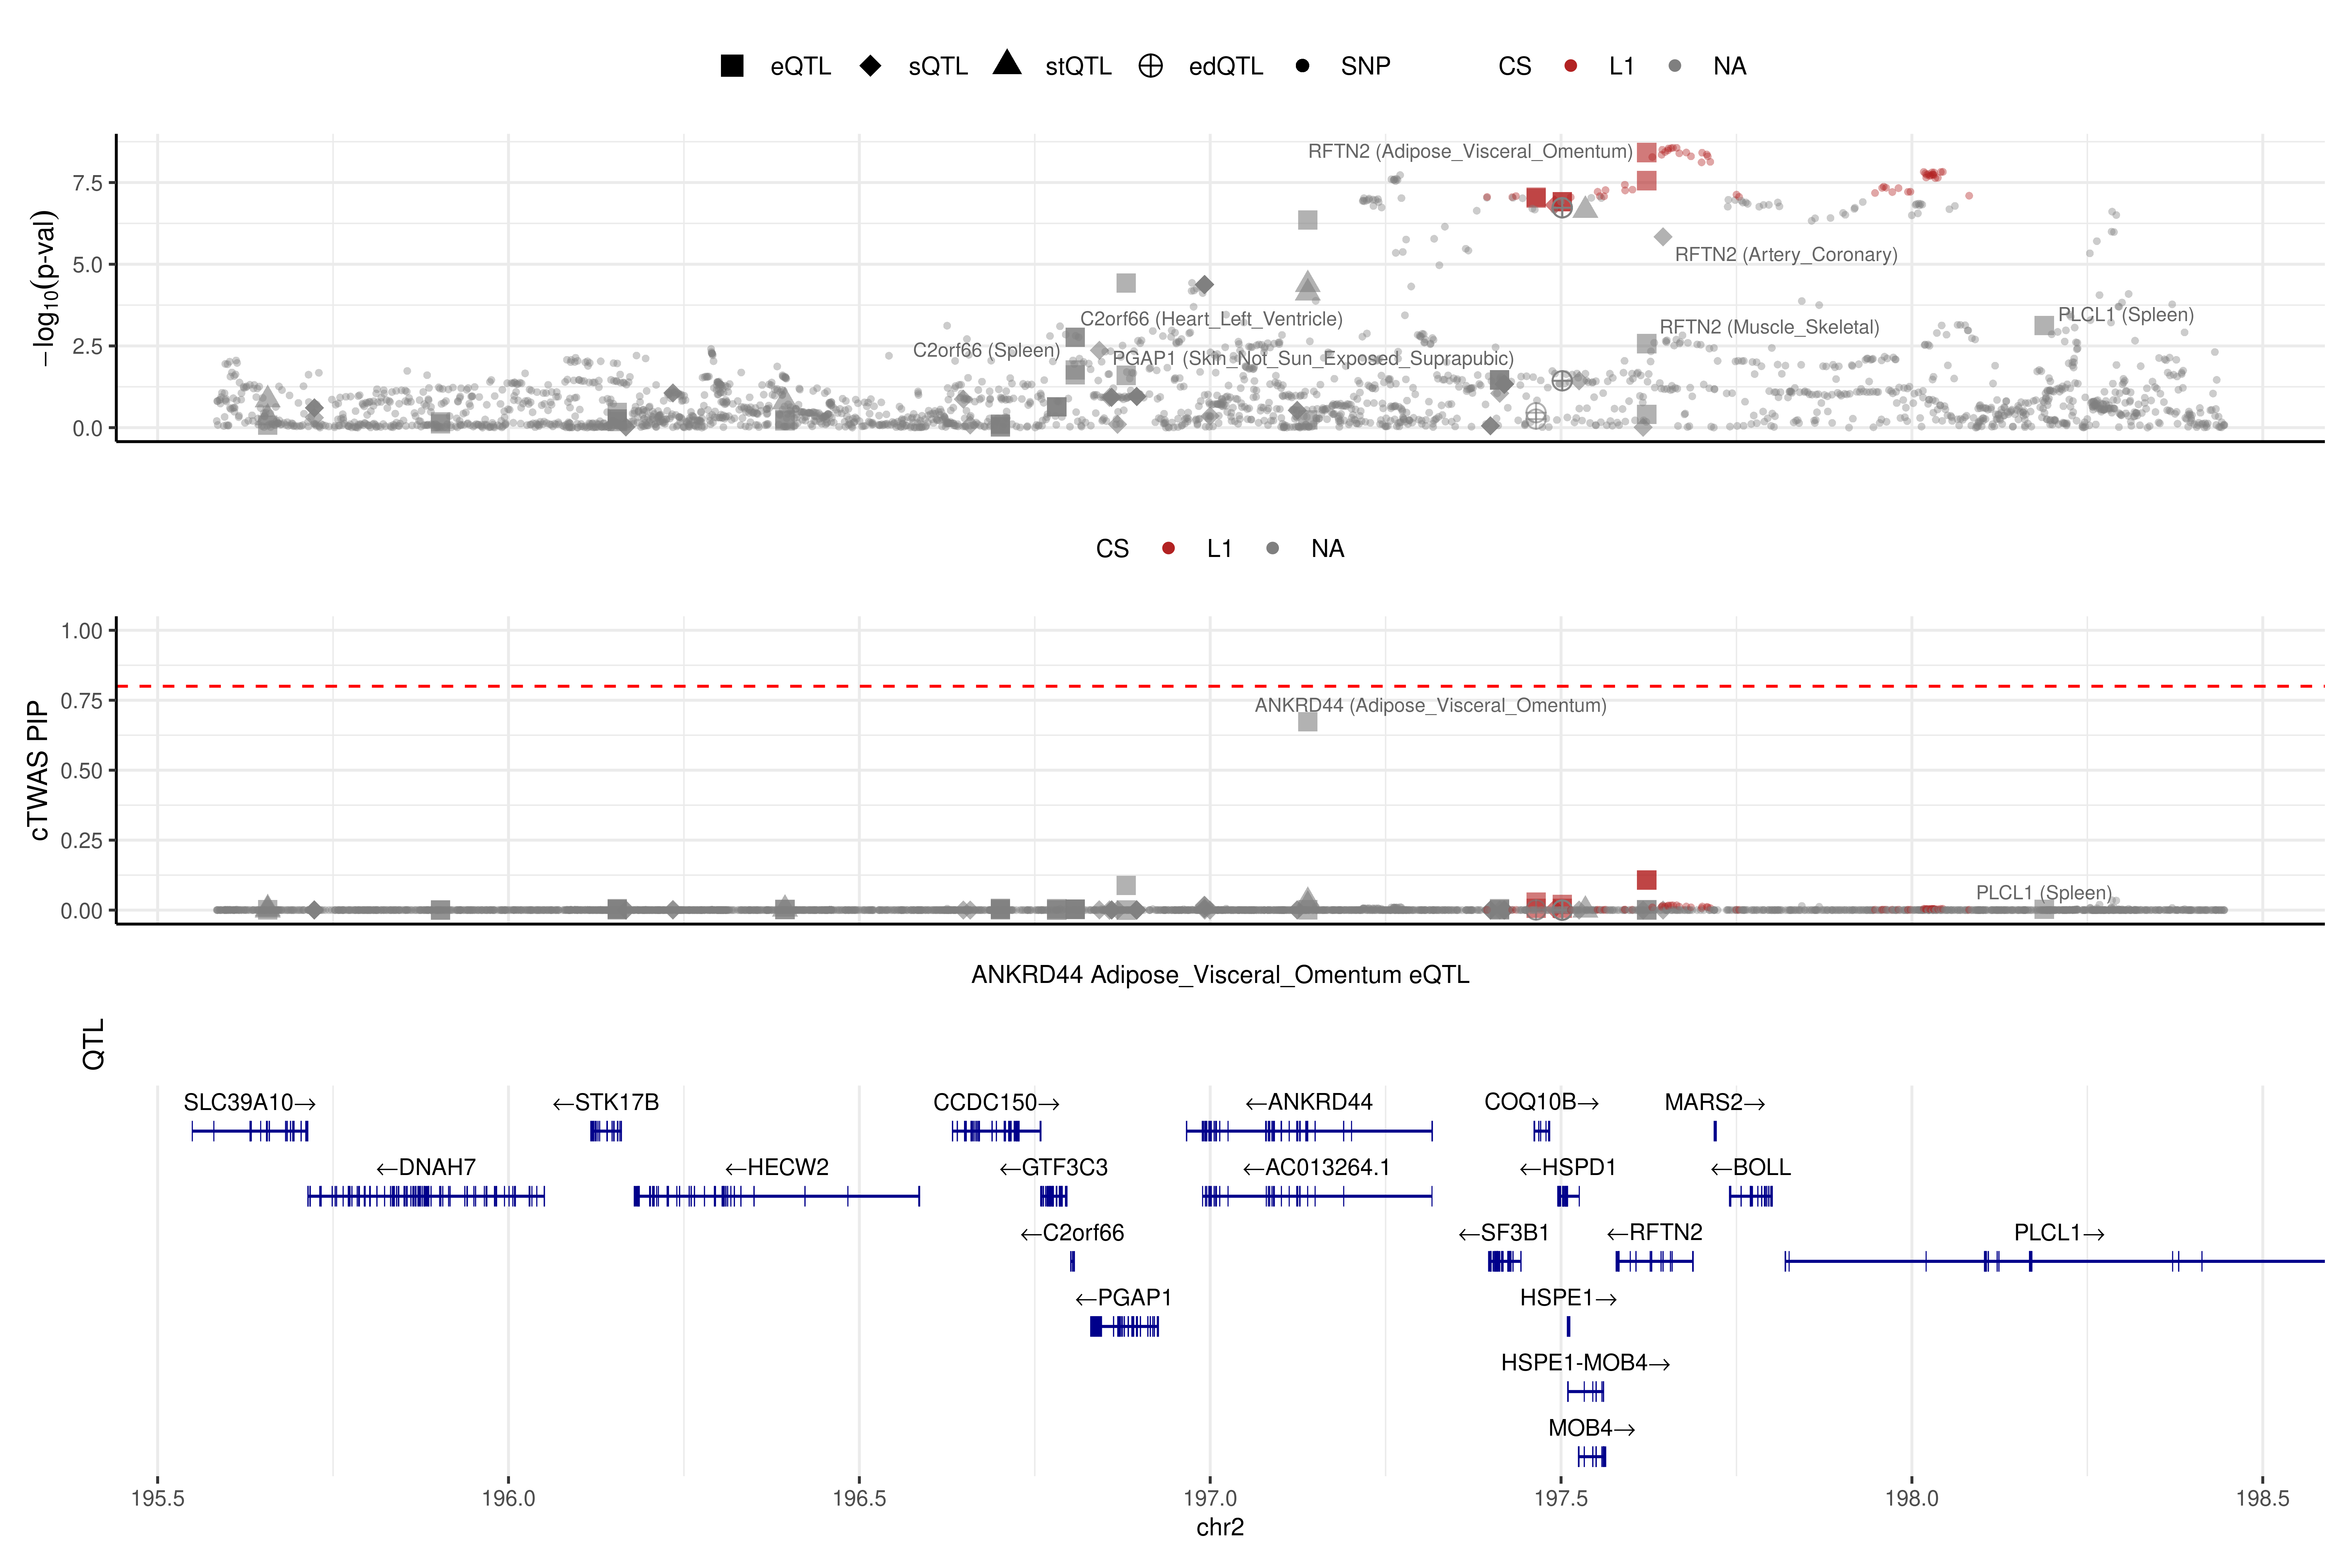 eQTL sQTL stQTL edQTL SNP CS L1 NA
−log10(p-val)
7.5
5.0
2.5
0.0
RFTN2 (Adipose_Visceral_Omentum)
RFTN2 (Artery_Coronary)
C2orf66 (Heart_Left_Ventricle)
RFTN2 (Muscle_Skeletal)
PLCL1 (Spleen)
C2orf66 (Spleen)
PGAP1 (Skin_Not_Sun_Exposed_Suprapubic)
CS L1 NA
cTWAS PIP
1.00
0.75
0.50
0.25
0.00
ANKRD44 (Adipose_Visceral_Omentum)
PLCL1 (Spleen)
ANKRD44 Adipose_Visceral_Omentum eQTL
QTL
SLC39A10→ ←STK17B CCDC150→ ←ANKRD44 COQ10B→ MARS2→
←DNAH7 ←HECW2 ←GTF3C3 ←AC013264.1 ←HSPD1 ←BOLL
←C2orf66 ←SF3B1 ←RFTN2 PLCL1→
←PGAP1 HSPE1→
HSPE1-MOB4→
MOB4→
195.5 196.0 196.5 197.0 197.5 198.0 198.5
chr2